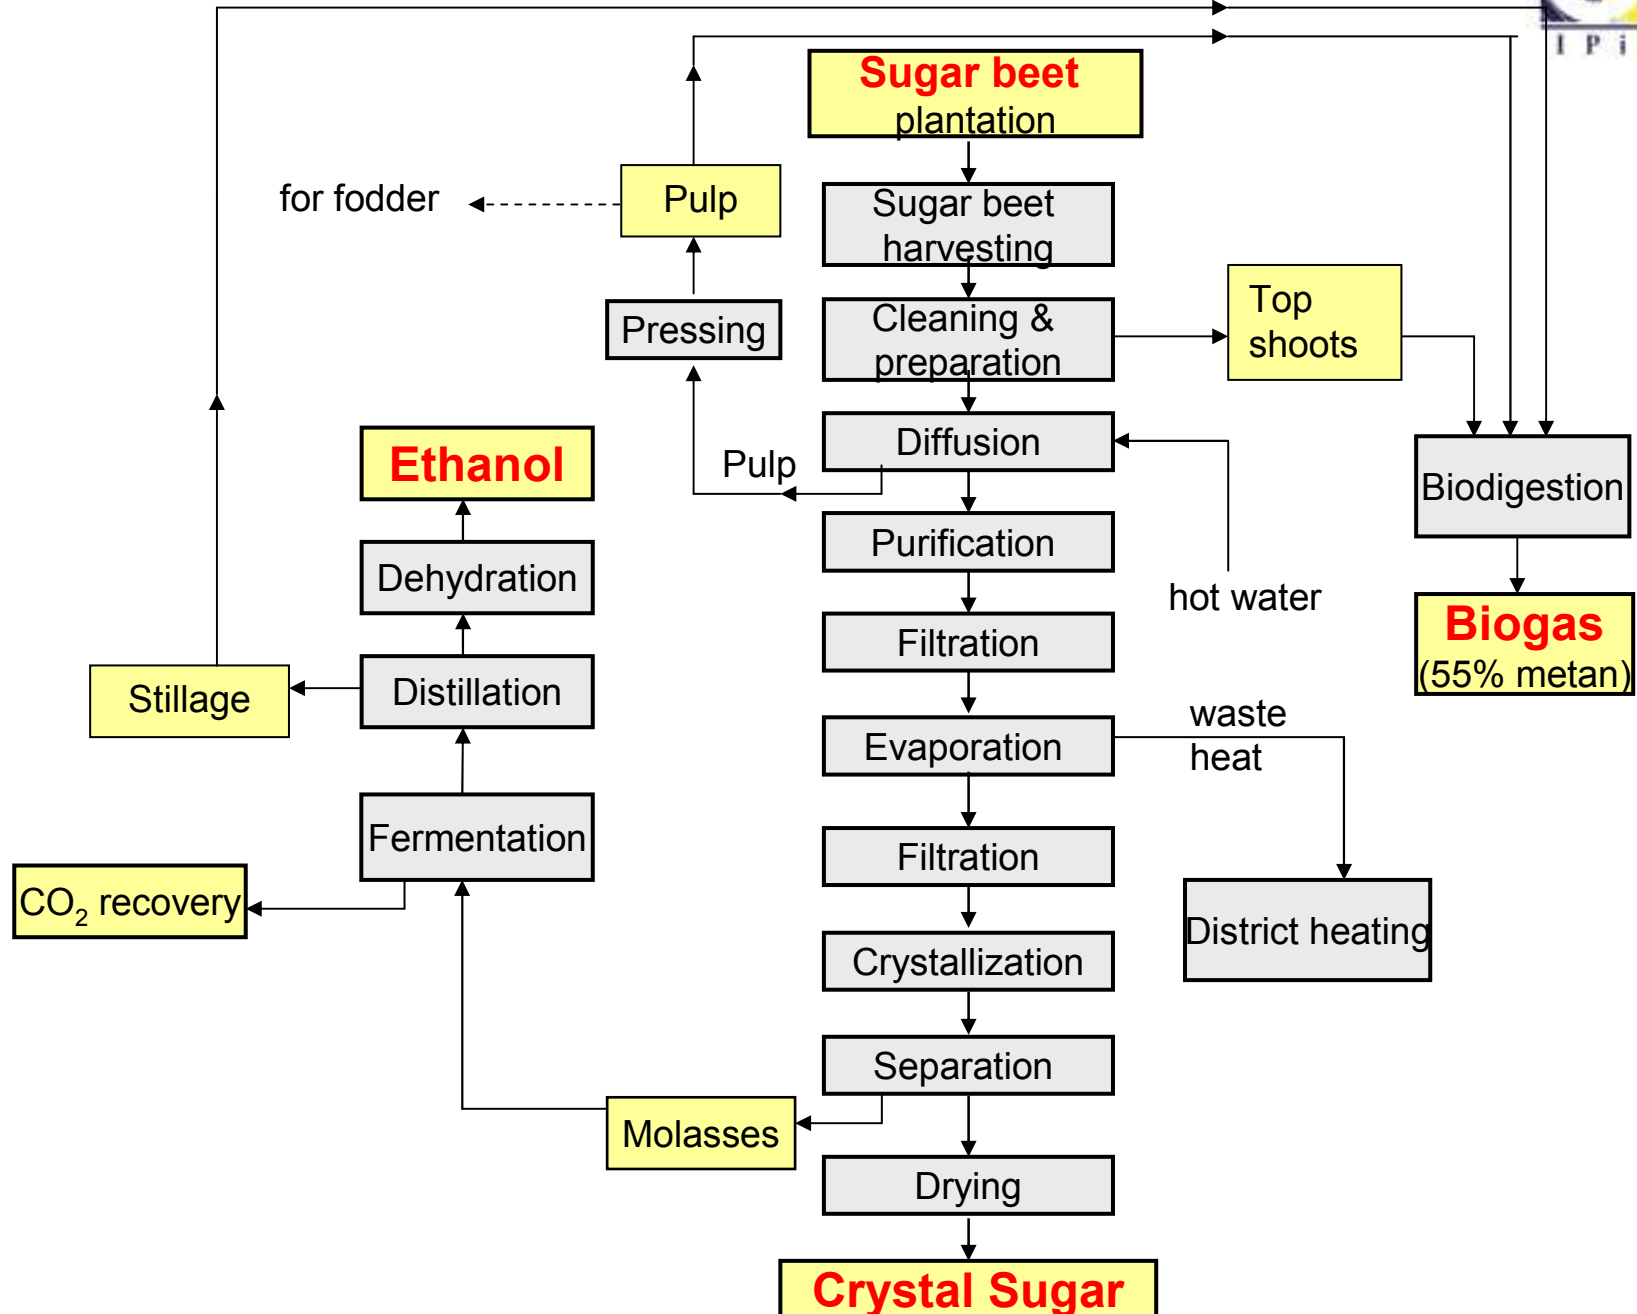 I P i
Sugar beet
plantation
for fodder
Pulp
Sugar beet
harvesting
Pressing
Cleaning &
preparation
Top
shoots
Ethanol
Pulp
Diffusion
Biodigestion
Dehydration
Purification
hot water
Biogas
(55% metan)
Stillage
Distillation
Filtration
Evaporation
waste
heat
Fermentation
Filtration
CO₂ recovery
District heating
Crystallization
Separation
Molasses
Drying
Crystal Sugar